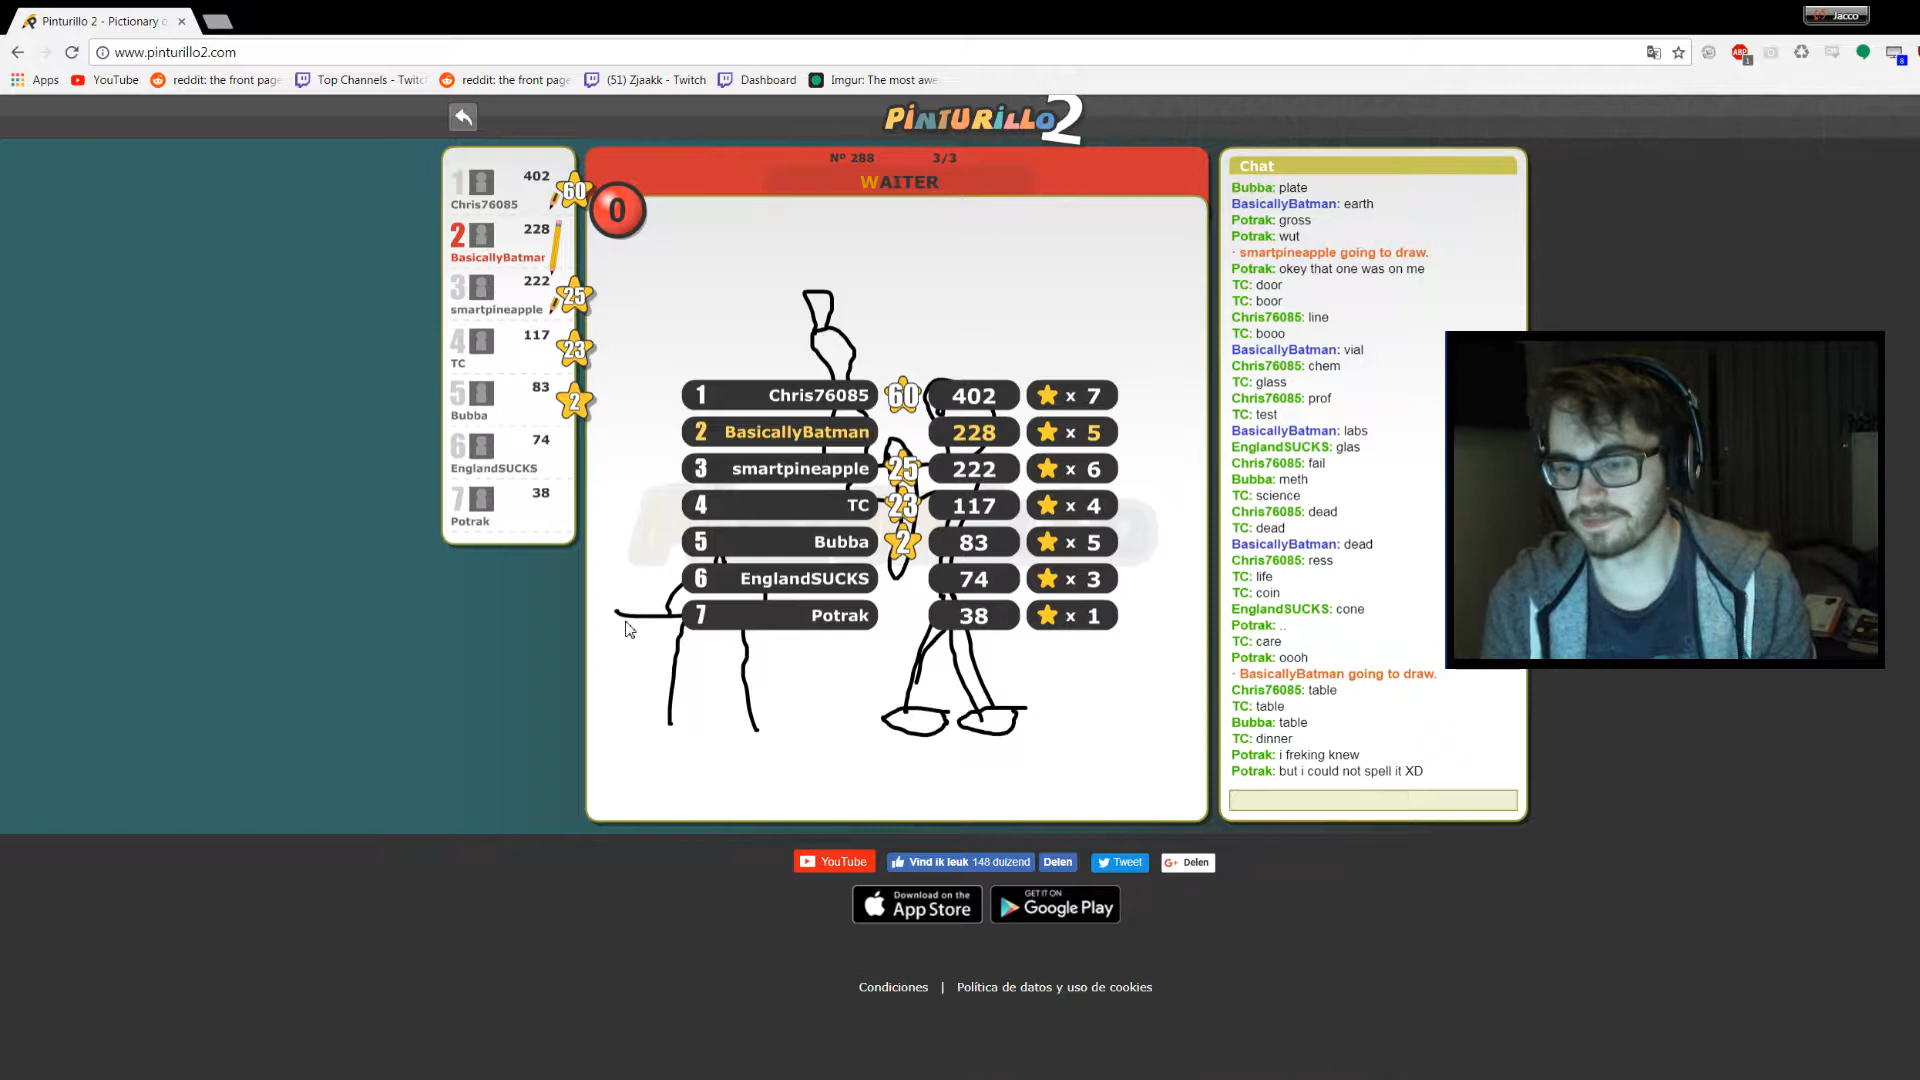 Pinturillo 2 - Pictionary o
Jacco
www.pinturillo2.com
ABP
1
8
Apps
YouTube
reddit: the front page
Top Channels - Twitc
reddit: the front page
(51) Zjaakk - Twitch
Dashboard
Imgur: The most awe
PiNTURiLLO2
Nº 288
3/3
WAITER
0
1
402
60
Chris76085
2
228
BasicallyBatman
3
222
25
smartpineapple
4
117
23
TC
5
83
2
Bubba
6
74
EnglandSUCKS
7
38
Potrak
1 Chris76085 60 402 x 7
2 BasicallyBatman 228 x 5
3 smartpineapple 25 222 x 6
4 TC 23 117 x 4
5 Bubba 2 83 x 5
6 EnglandSUCKS 74 x 3
7 Potrak 38 x 1
Chat
Bubba: plate
BasicallyBatman: earth
Potrak: gross
Potrak: wut
· smartpineapple going to draw.
Potrak: okey that one was on me
TC: door
TC: boor
Chris76085: line
TC: booo
BasicallyBatman: vial
Chris76085: chem
TC: glass
Chris76085: prof
TC: test
BasicallyBatman: labs
EnglandSUCKS: glas
Chris76085: fail
Bubba: meth
TC: science
Chris76085: dead
TC: dead
BasicallyBatman: dead
Chris76085: ress
TC: life
TC: coin
EnglandSUCKS: cone
Potrak: ..
TC: care
Potrak: oooh
· BasicallyBatman going to draw.
Chris76085: table
TC: table
Bubba: table
TC: dinner
Potrak: i freking knew
Potrak: but i could not spell it XD
YouTube
Vind ik leuk 148 duizend
Delen
Tweet
G+ Delen
Download on the
App Store
GET IT ON
Google Play
Condiciones | Política de datos y uso de cookies